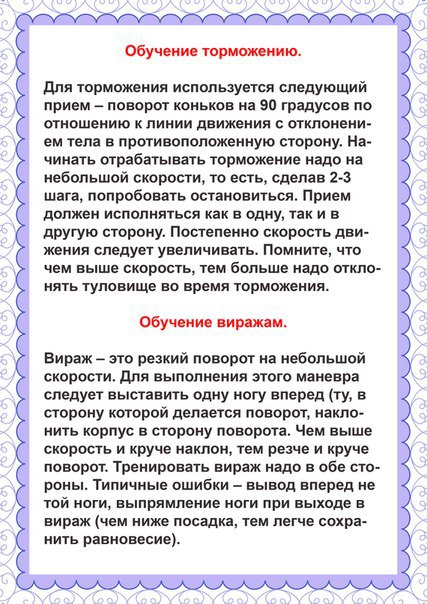 Обучение торможению.
Для торможения используется следующий
прием – поворот коньков на 90 градусов по
отношению к линии движения с отклонени-
ем тела в противоположенную сторону. На-
чинать отрабатывать торможение надо на
небольшой скорости, то есть, сделав 2-3
шага, попробовать остановиться. Прием
должен исполняться как в одну, так и в
другую сторону. Постепенно скорость дви-
жения следует увеличивать. Помните, что
чем выше скорость, тем больше надо откло-
нять туловище во время торможения.
Обучение виражам.
Вираж – это резкий поворот на небольшой
скорости. Для выполнения этого маневра
следует выставить одну ногу вперед (ту, в
сторону которой делается поворот, накло-
нить корпус в сторону поворота. Чем выше
скорость и круче наклон, тем резче и круче
поворот. Тренировать вираж надо в обе сто-
роны. Типичные ошибки – вывод вперед не
той ноги, выпрямление ноги при выходе в
вираж (чем ниже посадка, тем легче сохра-
нить равновесие).